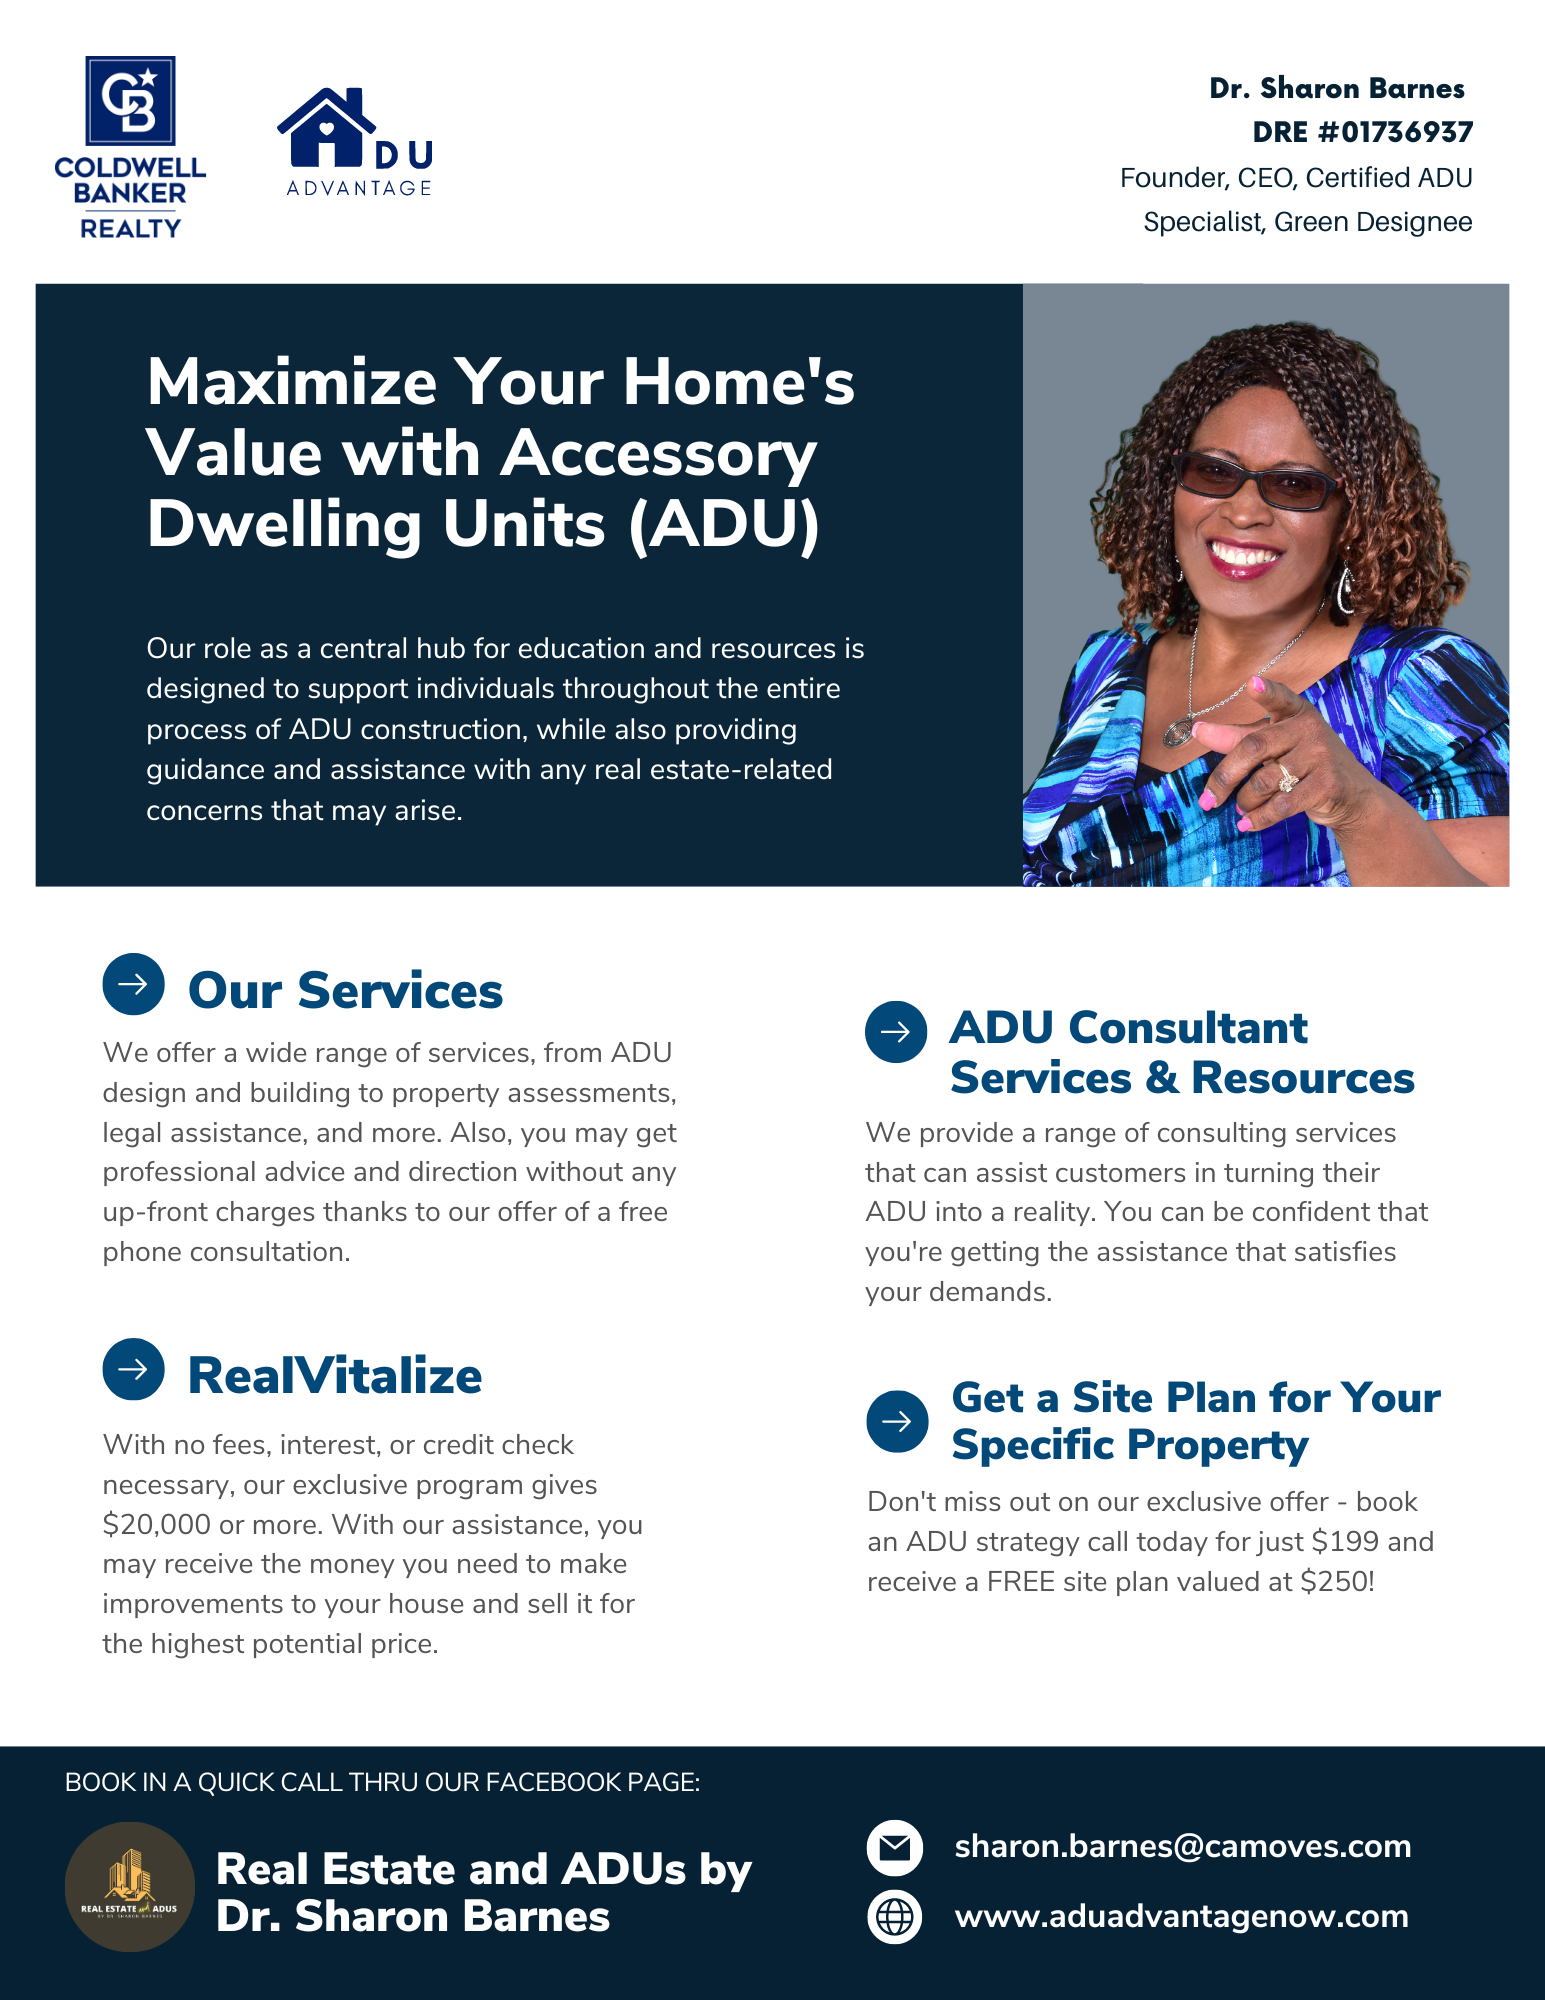 COLDWELL
BANKER
REALTY
DU
ADVANTAGE
Dr. Sharon Barnes
DRE #01736937
Founder, CEO, Certified ADU
Specialist, Green Designee
Maximize Your Home's
Value with Accessory
Dwelling Units (ADU)
Our role as a central hub for education and resources is
designed to support individuals throughout the entire
process of ADU construction, while also providing
guidance and assistance with any real estate-related
concerns that may arise.
Our Services
We offer a wide range of services, from ADU
design and building to property assessments,
legal assistance, and more. Also, you may get
professional advice and direction without any
up-front charges thanks to our offer of a free
phone consultation.
RealVitalize
With no fees, interest, or credit check
necessary, our exclusive program gives
$20,000 or more. With our assistance, you
may receive the money you need to make
improvements to your house and sell it for
the highest potential price.
ADU Consultant
Services & Resources
We provide a range of consulting services
that can assist customers in turning their
ADU into a reality. You can be confident that
you're getting the assistance that satisfies
your demands.
Get a Site Plan for Your
Specific Property
Don't miss out on our exclusive offer - book
an ADU strategy call today for just $199 and
receive a FREE site plan valued at $250!
BOOK IN A QUICK CALL THRU OUR FACEBOOK PAGE:
REAL ESTATE and ADUS
BY DR. SHARON BARNES
Real Estate and ADUs by
Dr. Sharon Barnes
sharon.barnes@camoves.com
www.aduadvantagenow.com